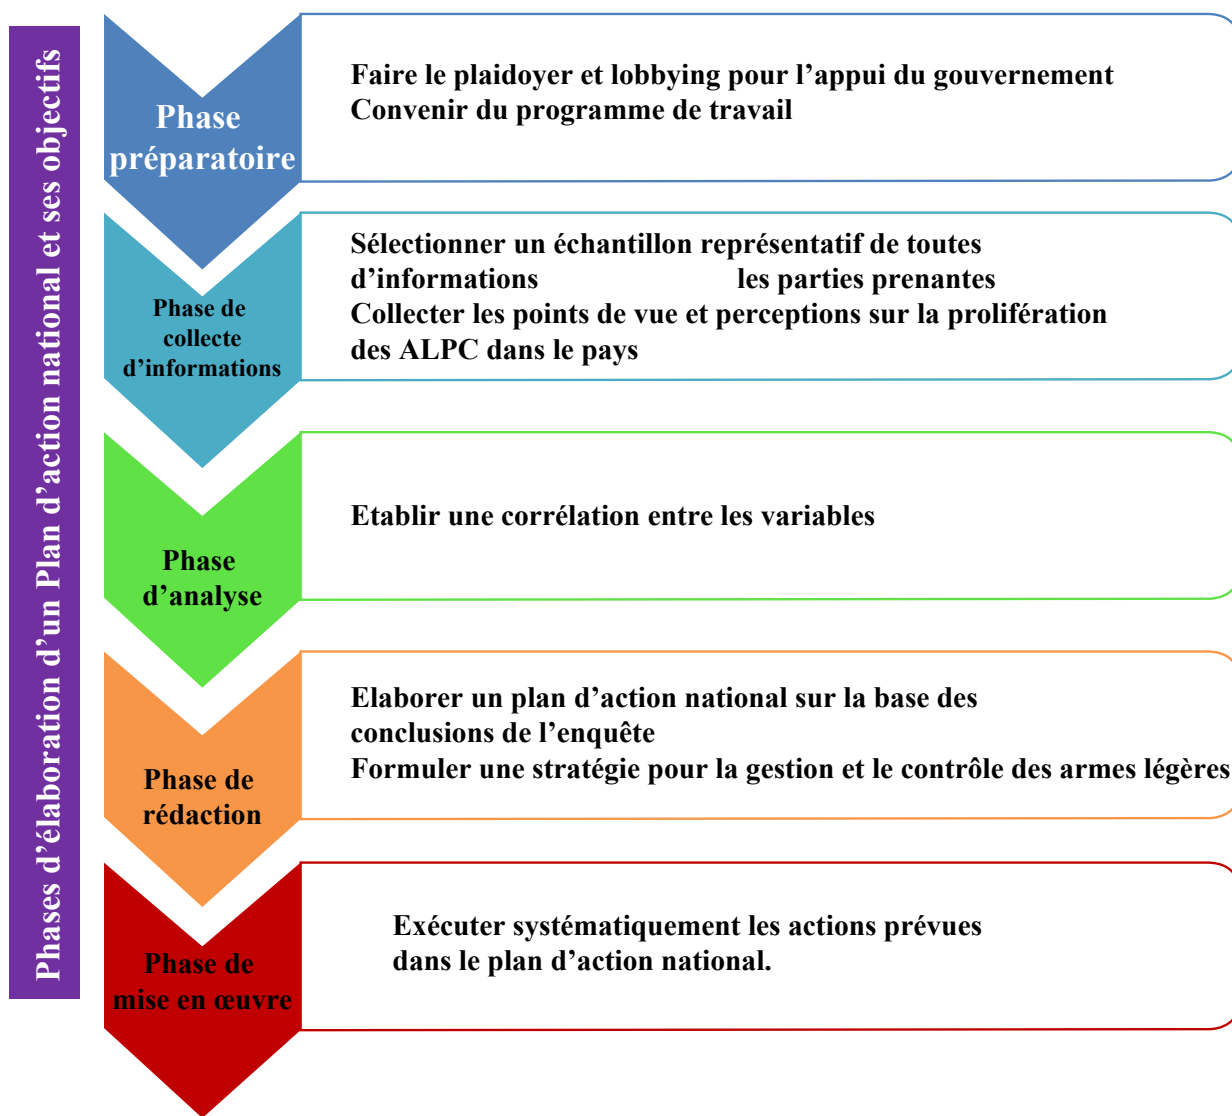 Phases d’élaboration d’un Plan d’action national et ses objectifs
Phase
préparatoire
Faire le plaidoyer et lobbying pour l’appui du gouvernement
Convenir du programme de travail
Phase de
collecte
d’informations
Sélectionner un échantillon représentatif de toutes
d’informations les parties prenantes
Collecter les points de vue et perceptions sur la prolifération
des ALPC dans le pays
Phase
d’analyse
Etablir une corrélation entre les variables
Phase de
rédaction
Elaborer un plan d’action national sur la base des
conclusions de l’enquête
Formuler une stratégie pour la gestion et le contrôle des armes légères
Phase de
mise en œuvre
Exécuter systématiquement les actions prévues
dans le plan d’action national.